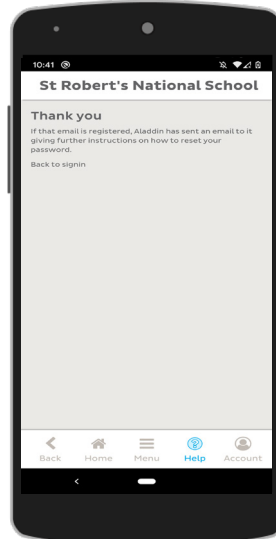 10:41
St Robert's National School
Thank you
If that email is registered, Aladdin has sent an email to it
giving further instructions on how to reset your
password.
Back to signin
Back Home Menu Help Account